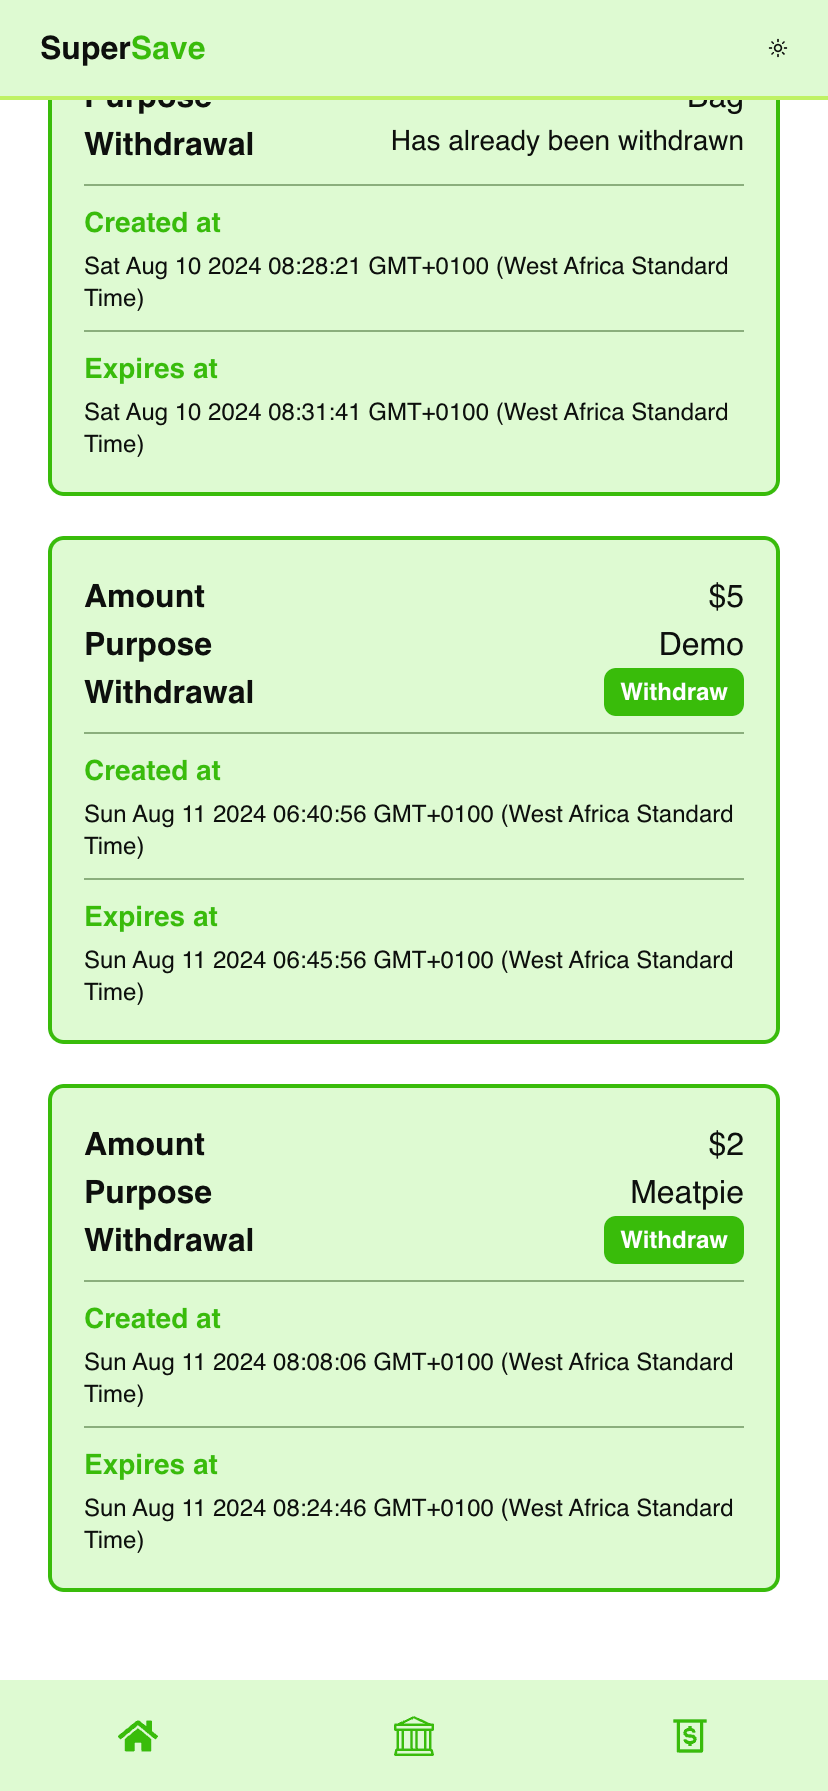 SuperSave
Purpose Bag
Withdrawal Has already been withdrawn
Created at
Sat Aug 10 2024 08:28:21 GMT+0100 (West Africa Standard
Time)
Expires at
Sat Aug 10 2024 08:31:41 GMT+0100 (West Africa Standard
Time)
Amount $5
Purpose Demo
Withdrawal Withdraw
Created at
Sun Aug 11 2024 06:40:56 GMT+0100 (West Africa Standard
Time)
Expires at
Sun Aug 11 2024 06:45:56 GMT+0100 (West Africa Standard
Time)
Amount $2
Purpose Meatpie
Withdrawal Withdraw
Created at
Sun Aug 11 2024 08:08:06 GMT+0100 (West Africa Standard
Time)
Expires at
Sun Aug 11 2024 08:24:46 GMT+0100 (West Africa Standard
Time)
$